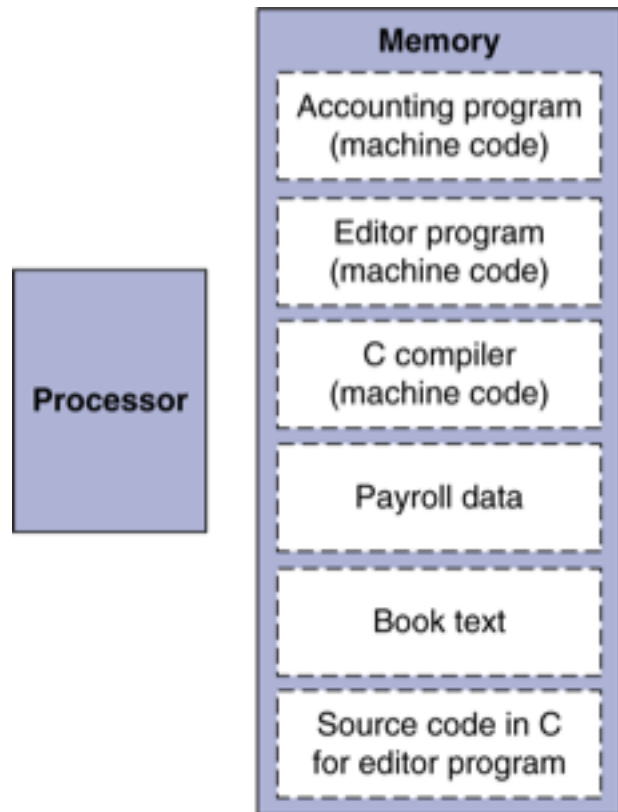 Memory
Accounting program
(machine code)
Editor program
(machine code)
C compiler
(machine code)
Processor
Payroll data
Book text
Source code in C
for editor program